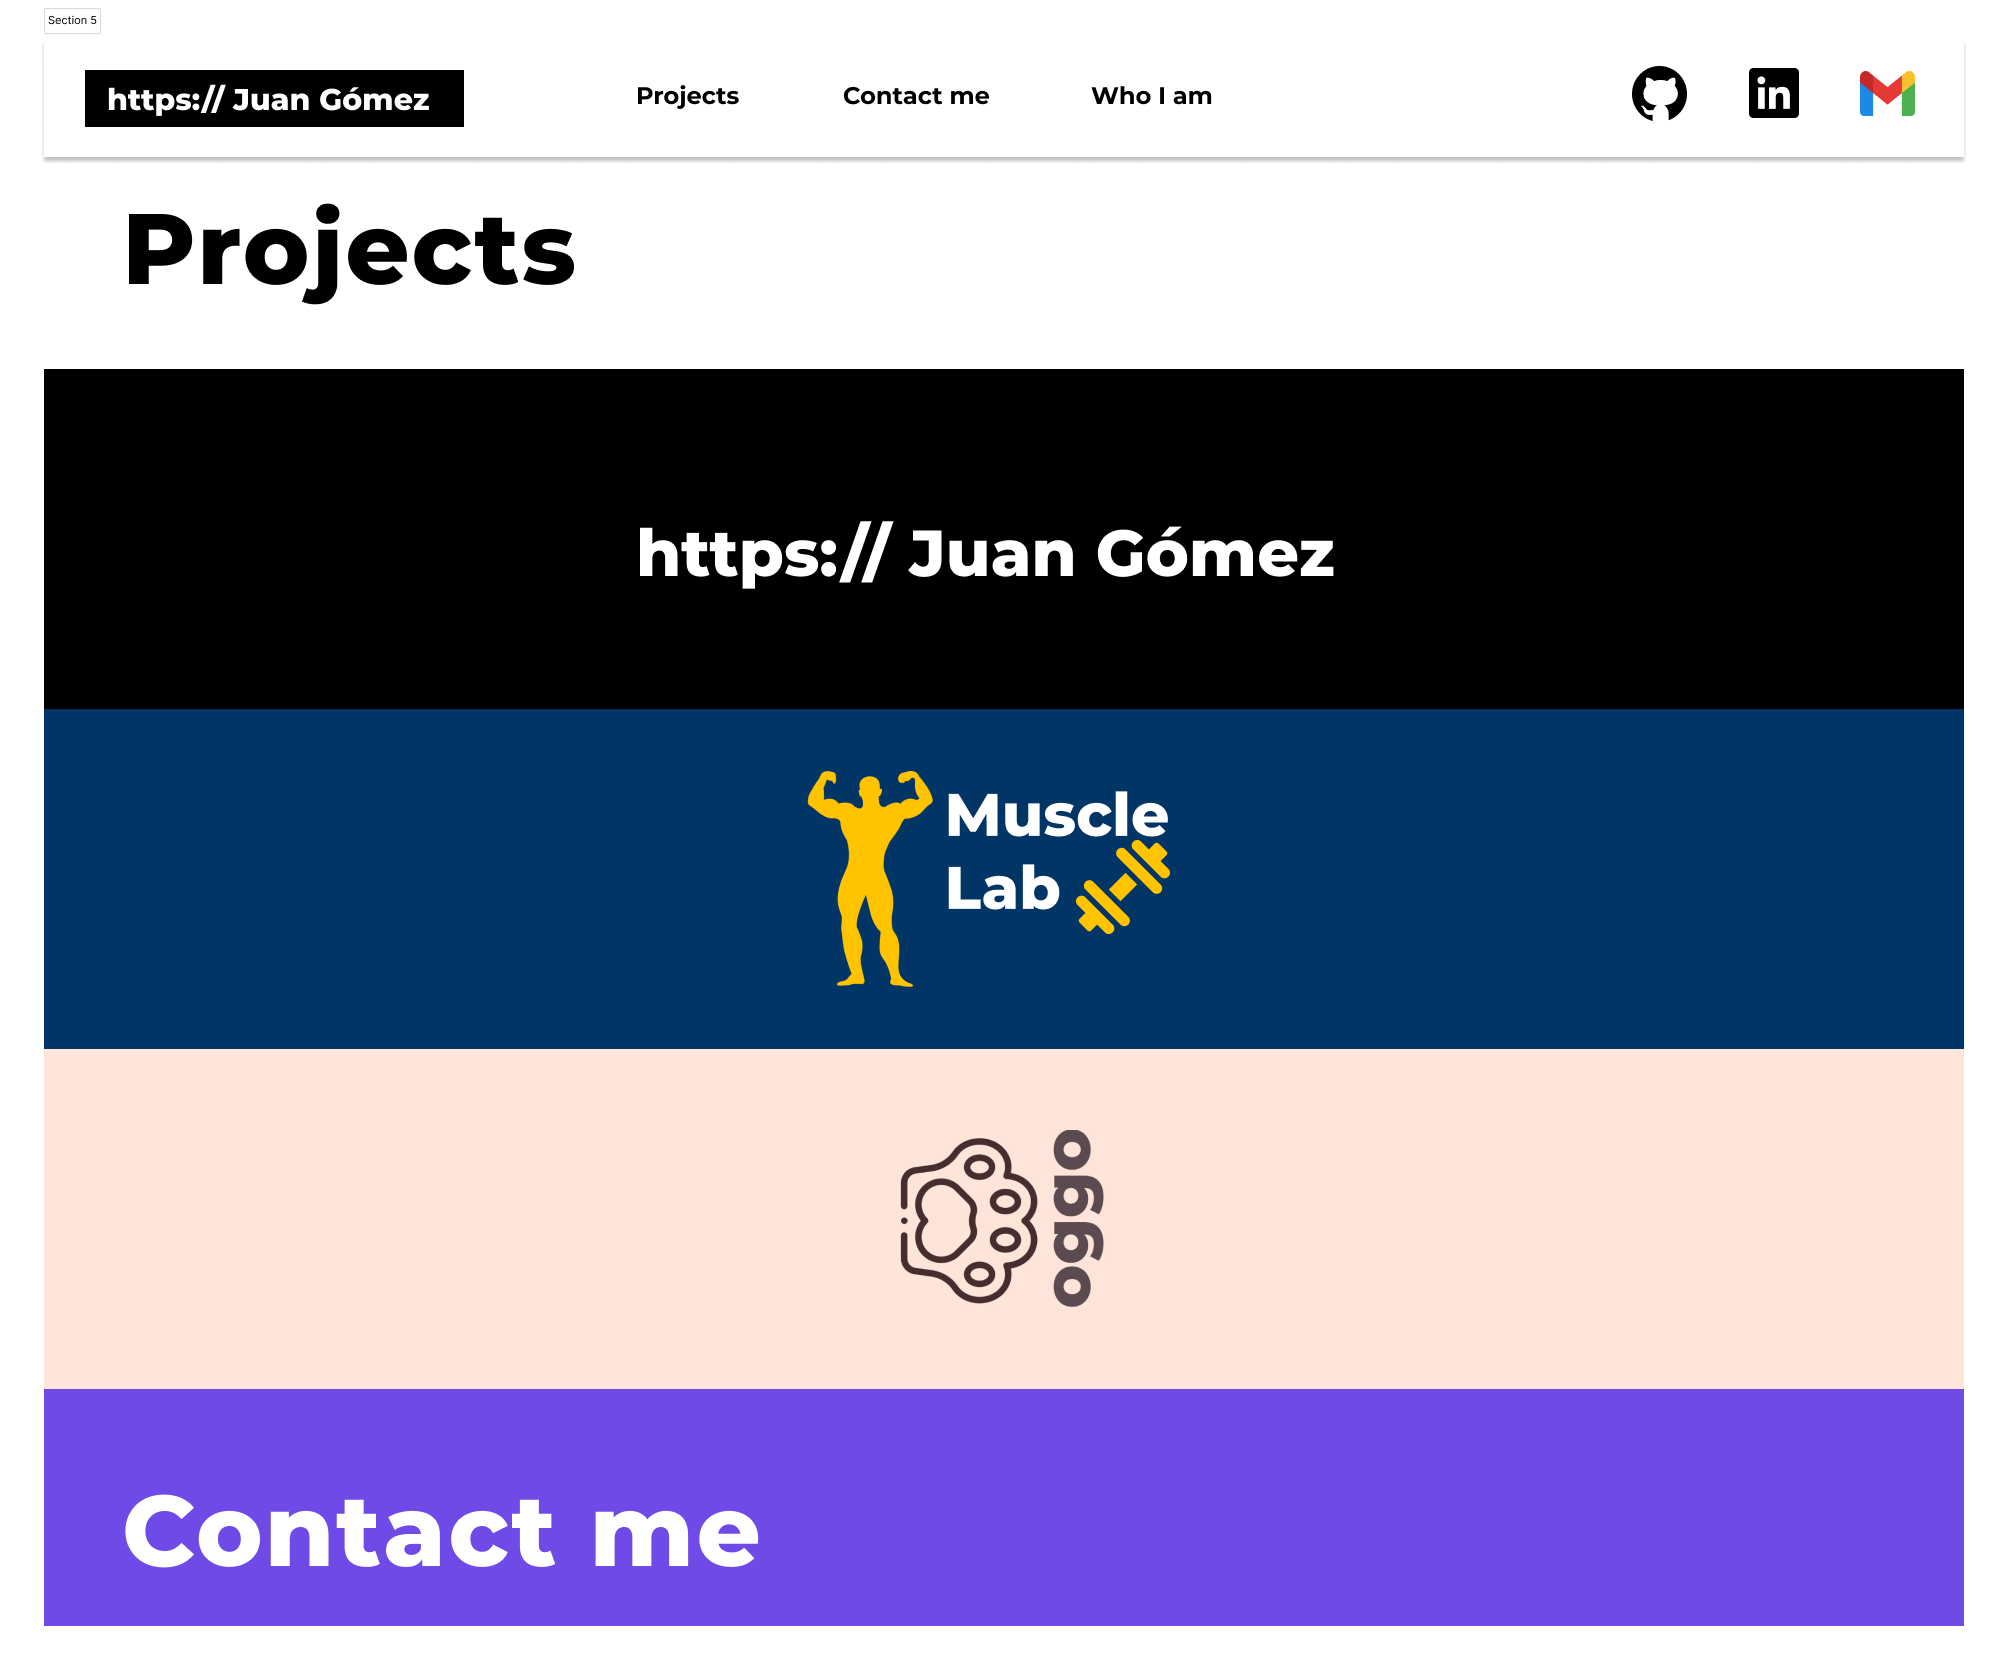 Section 5
https:// Juan Gómez
Projects
Contact me
Who I am
in
Projects
https:// Juan Gómez
Muscle
Lab
oggo
Contact me